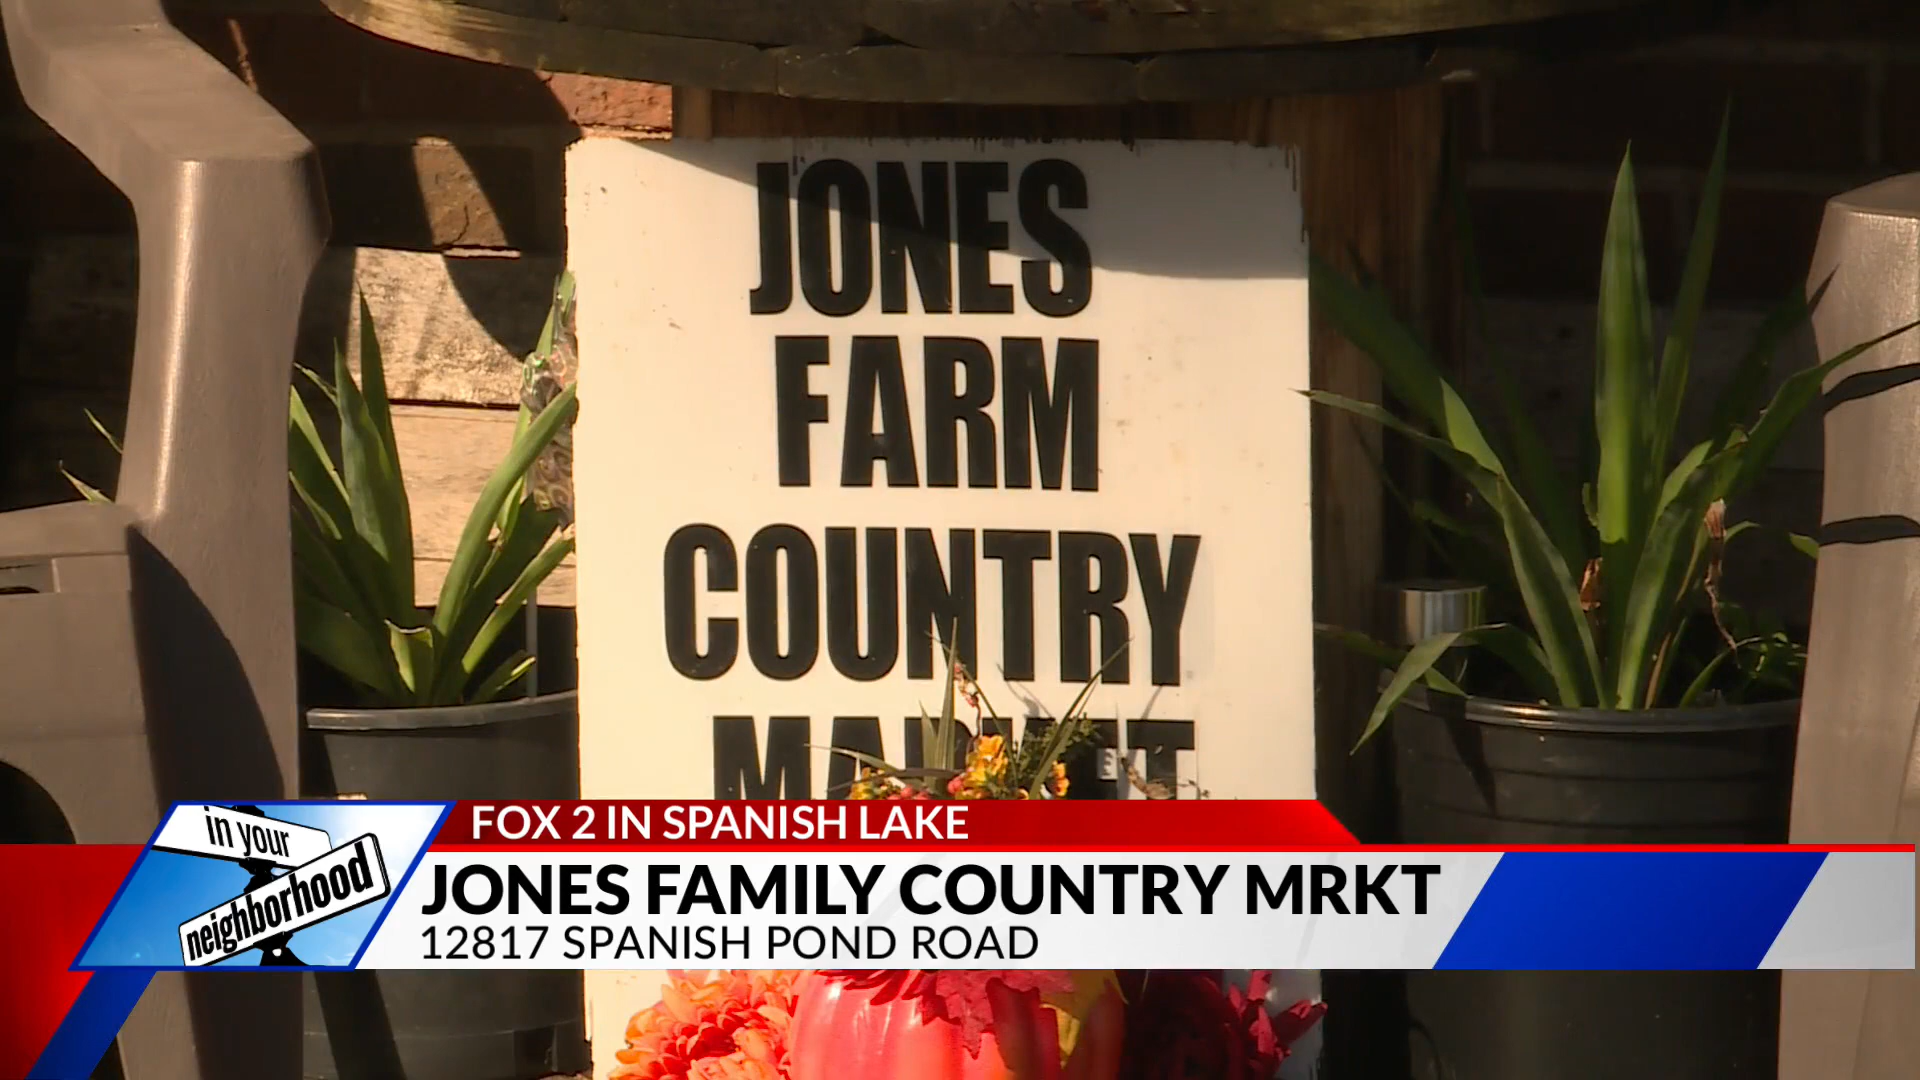 JONES
FARM
COUNTRY
MARKET
in your
neighborhood
FOX 2 IN SPANISH LAKE
JONES FAMILY COUNTRY MRKT
12817 SPANISH POND ROAD